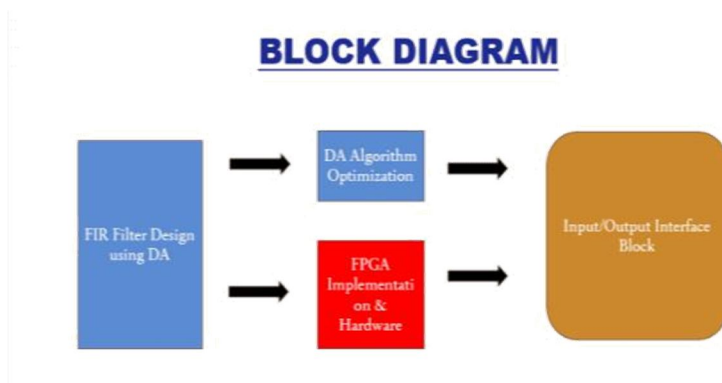 BLOCK DIAGRAM
FIR Filter Design
using DA
DA Algorithm
Optimization
FPGA
Implementati
on &
Hardware
Input/Output Interface
Block